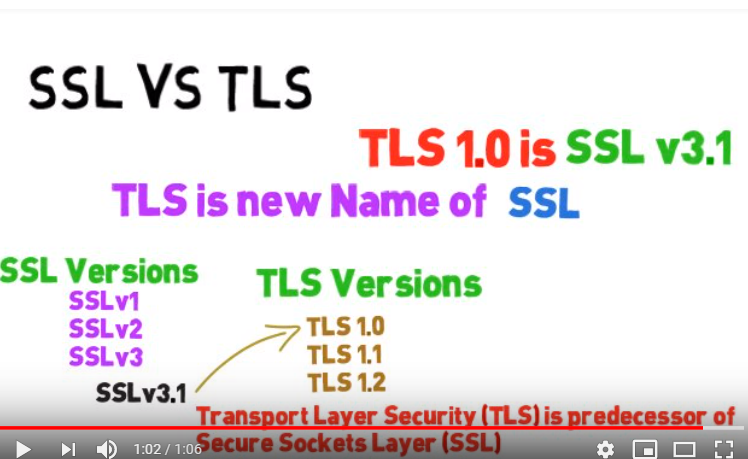 SSL VS TLS
TLS 1.0 is SSL v3.1
TLS is new Name of SSL
SSL Versions
SSLv1
SSLv2
SSLv3
SSLv3.1
TLS Versions
TLS 1.0
TLS 1.1
TLS 1.2
Transport Layer Security (TLS) is predecessor of
Secure Sockets Layer (SSL)
1:02 / 1:06